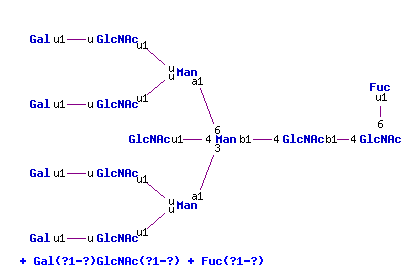 Gal u1 u GlcNAc u1
u u Man a1
Gal u1 u GlcNAc u1
Fuc u1
GlcNAc u1 4 6 3 Man b1 4 GlcNAc b1 4 6 GlcNAc
Gal u1 u GlcNAc u1
u u Man a1
Gal u1 u GlcNAc u1
+ Gal(?1-?)GlcNAc(?1-?) + Fuc(?1-?)